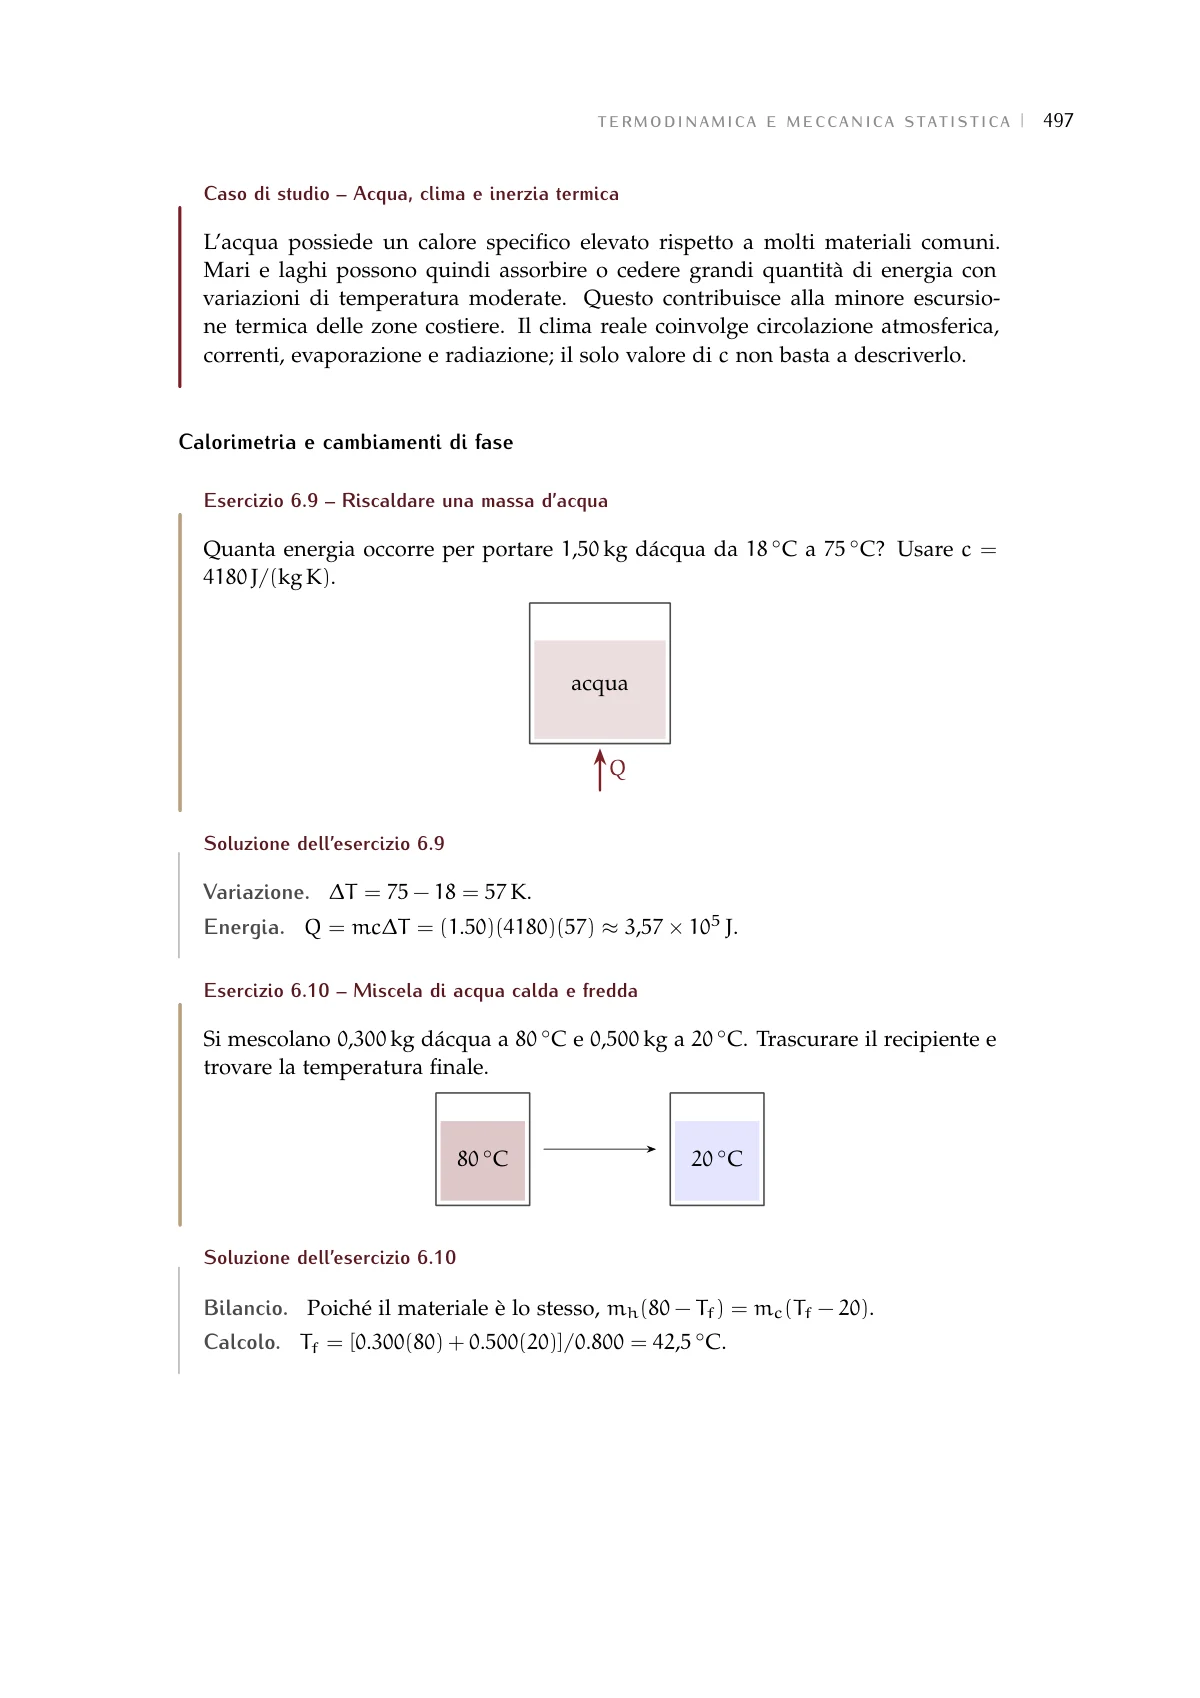 TERMODINAMICA E MECCANICA STATISTICA | 497
Caso di studio – Acqua, clima e inerzia termica
L’acqua possiede un calore specifico elevato rispetto a molti materiali comuni.
Mari e laghi possono quindi assorbire o cedere grandi quantità di energia con
variazioni di temperatura moderate. Questo contribuisce alla minore escursio-
ne termica delle zone costiere. Il clima reale coinvolge circolazione atmosferica,
correnti, evaporazione e radiazione; il solo valore di c non basta a descriverlo.
Calorimetria e cambiamenti di fase
Esercizio 6.9 – Riscaldare una massa d’acqua
Quanta energia occorre per portare 1,50 kg dácqua da 18 °C a 75 °C? Usare c =
4180 J/(kg K).
acqua
Q
Soluzione dell’esercizio 6.9
Variazione. ΔT = 75 − 18 = 57 K.
Energia. Q = mcΔT = (1.50)(4180)(57) ≈ 3,57 × 10⁵ J.
Esercizio 6.10 – Miscela di acqua calda e fredda
Si mescolano 0,300 kg dácqua a 80 °C e 0,500 kg a 20 °C. Trascurare il recipiente e
trovare la temperatura finale.
80 °C 20 °C
Soluzione dell’esercizio 6.10
Bilancio. Poiché il materiale è lo stesso, m_h(80 − T_f) = m_c(T_f − 20).
Calcolo. T_f = [0.300(80) + 0.500(20)]/0.800 = 42,5 °C.